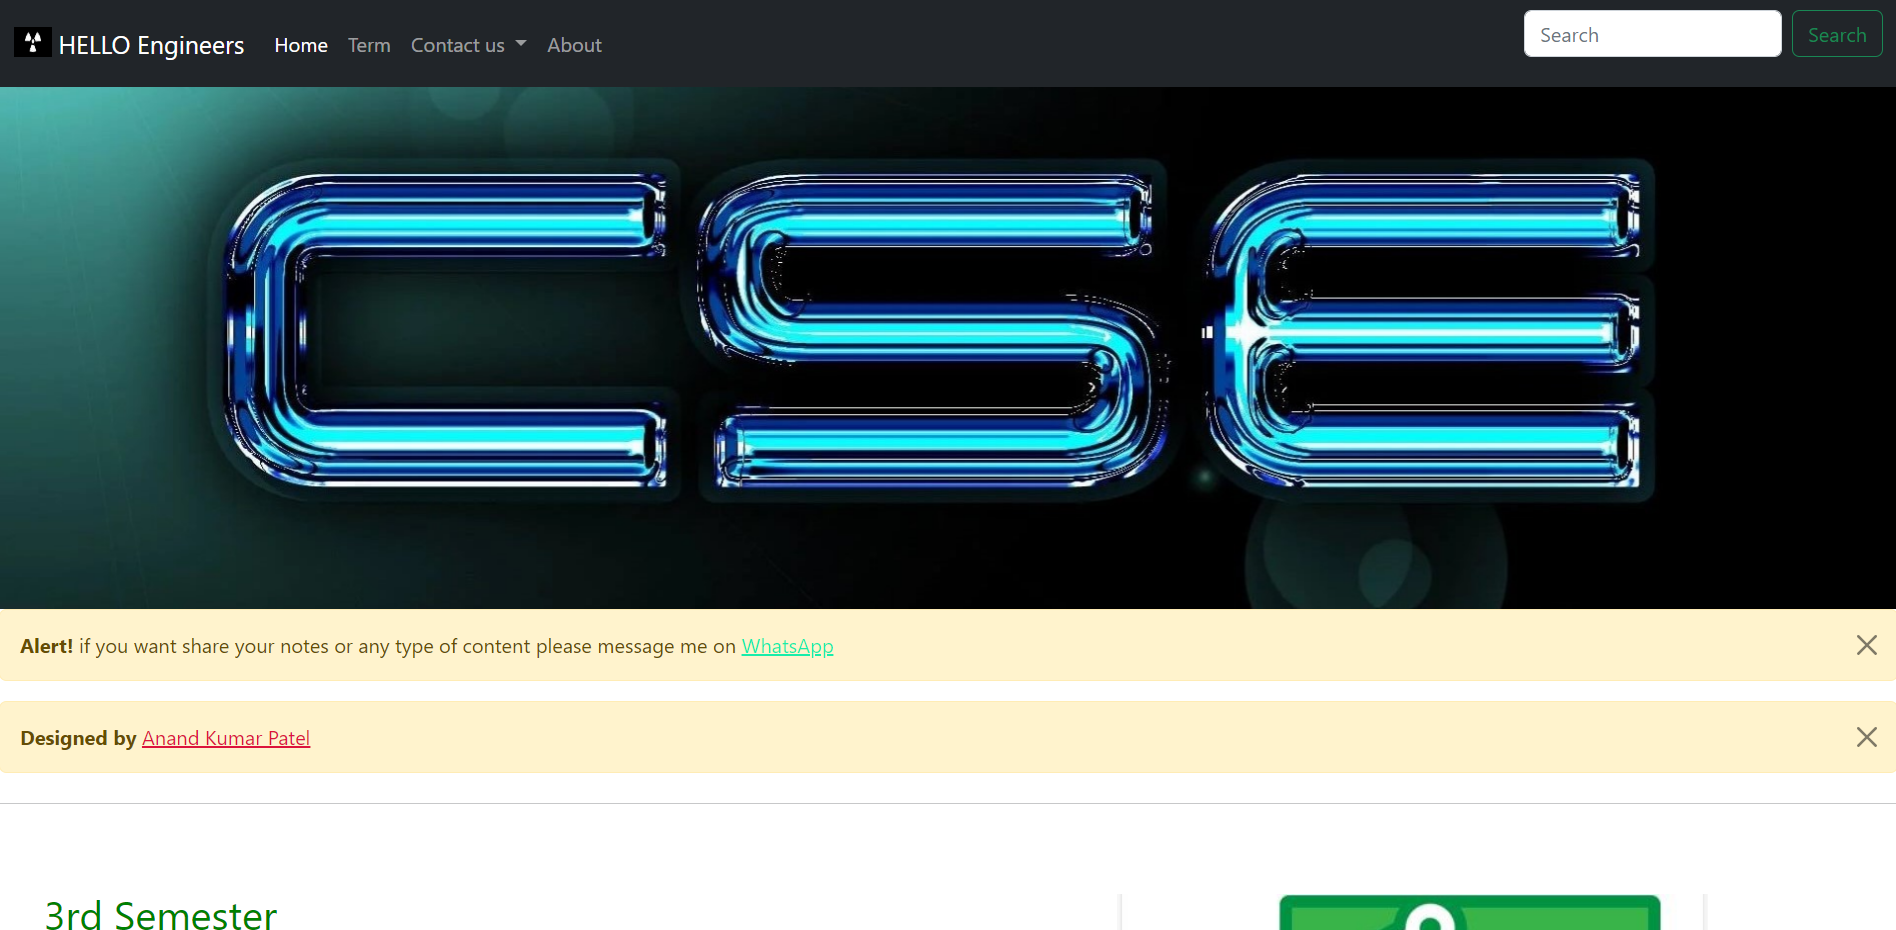 HELLO Engineers Home Term Contact us About Search Search
CSE
Alert! if you want share your notes or any type of content please message me on WhatsApp
Designed by Anand Kumar Patel
3rd Semester